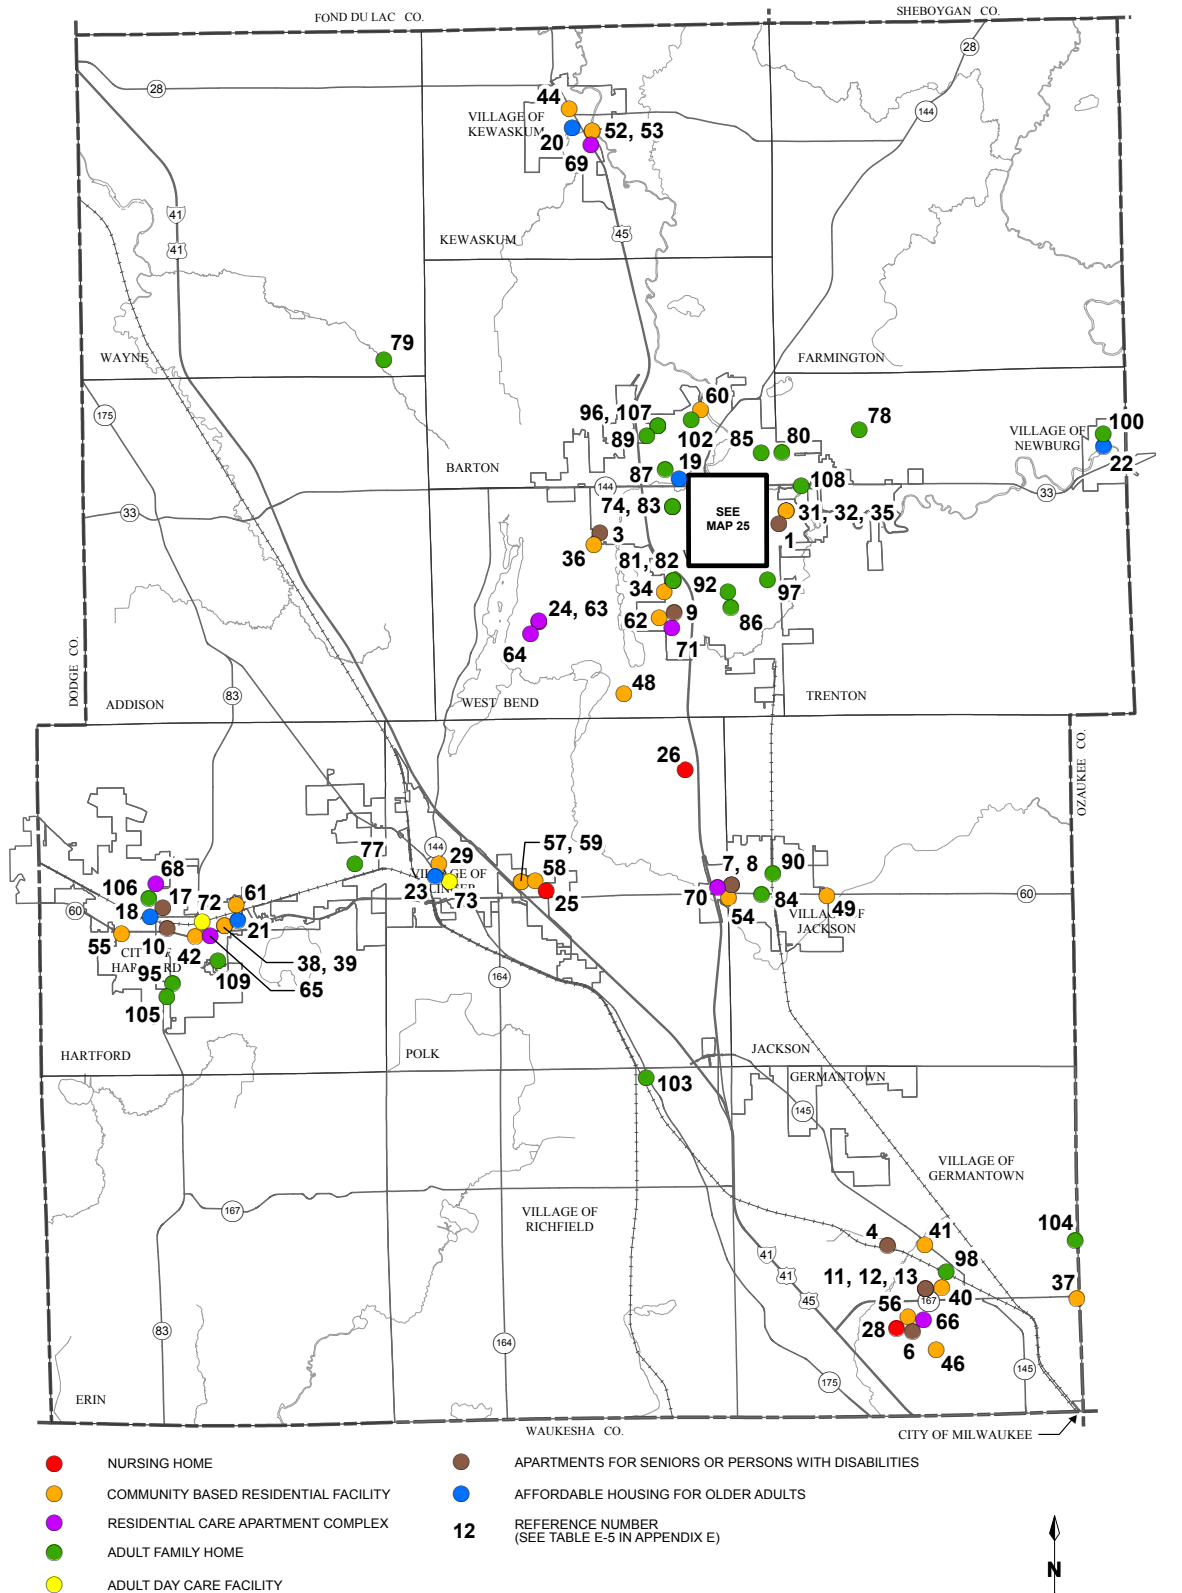 FOND DU LAC CO.
SHEBOYGAN CO.
28
28
44
144
VILLAGE OF
KEWASKUM
52, 53
20
69
41
41
45
KEWASKUM
79
WAYNE
FARMINGTON
175
60
96, 107
78
100
VILLAGE OF
NEWBURG
89
102
85
80
BARTON
87
19
22
144
108
33
33
74, 83
SEE
MAP 25
31, 32, 35
3
1
36
81, 82
34
92
97
24, 63
9
62
86
64
71
DODGE CO.
83
48
ADDISON
WEST BEND
TRENTON
26
OZAUKEE CO.
57, 59
144
29
77
58
7, 8
90
68
106
17
61
VILLAGE OF
60
18
72
23
73
25
70
84
49
60
54
VILLAGE OF
JACKSON
55
10
42
21
CITY OF
HARTFORD
38, 39
95
109
65
164
105
HARTFORD
POLK
JACKSON
103
GERMANTOWN
145
VILLAGE OF
GERMANTOWN
167
VILLAGE OF
RICHFIELD
104
4
41
41
98
41
11, 12, 13
37
45
40
56
167
83
28
66
164
6
46
145
175
ERIN
WAUKESHA CO.
CITY OF MILWAUKEE
NURSING HOME
COMMUNITY BASED RESIDENTIAL FACILITY
RESIDENTIAL CARE APARTMENT COMPLEX
ADULT FAMILY HOME
ADULT DAY CARE FACILITY
APARTMENTS FOR SENIORS OR PERSONS WITH DISABILITIES
AFFORDABLE HOUSING FOR OLDER ADULTS
12
REFERENCE NUMBER
(SEE TABLE E-5 IN APPENDIX E)
N